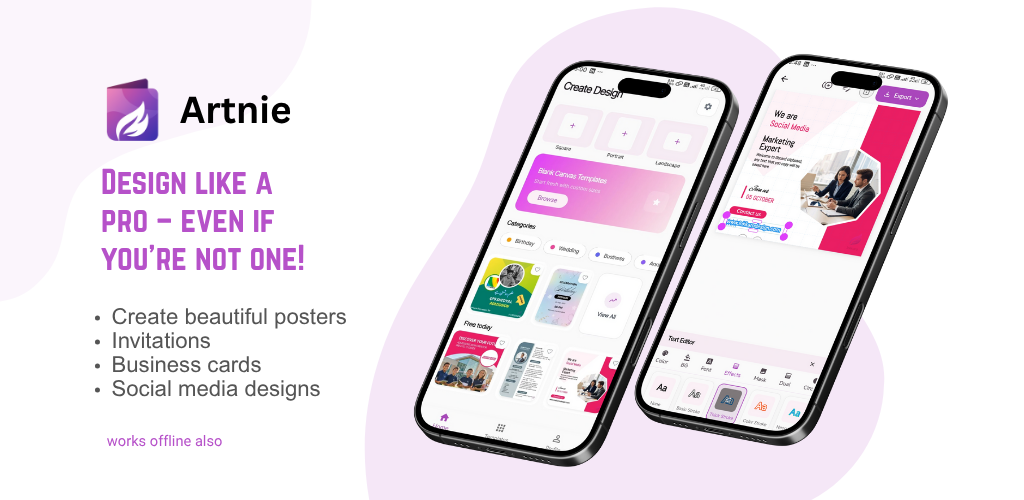 Artnie
DESIGN LIKE A
PRO – EVEN IF
YOU'RE NOT ONE!
• Create beautiful posters
• Invitations
• Business cards
• Social media designs
works offline also
Create Design
Square
Portrait
Landscape
Blank Canvas Templates
Start fresh with custom sizes
Browse
Categories
Birthday
Wedding
Business
View All
Free today
Home
Export
We are
Social Media
Marketing
Expert
05 OCTOBER
Contact us
Text Editor
Color
BG
Font
Effects
Mask
Dual
Aa
Aa
Aa
Aa
Aa
None
Basic Stroke
Color Stroke